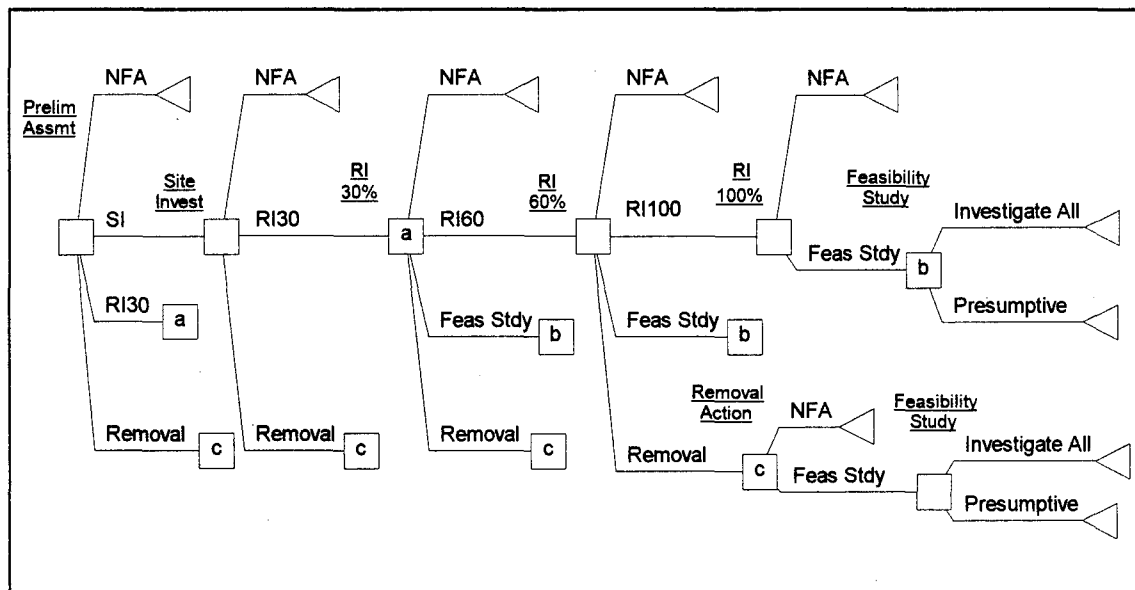 NFA
NFA
NFA
NFA
NFA
Prelim
Assmt
Site
Invest
RI
30%
RI
60%
RI
100%
Feasibility
Study
SI
RI30
a
RI60
RI100
Investigate All
Feas Stdy
b
Presumptive
RI30
a
Feas Stdy
b
Feas Stdy
b
Removal
Action
NFA
Feasibility
Study
Removal
c
Removal
c
Removal
c
Removal
c
Feas Stdy
Investigate All
Presumptive